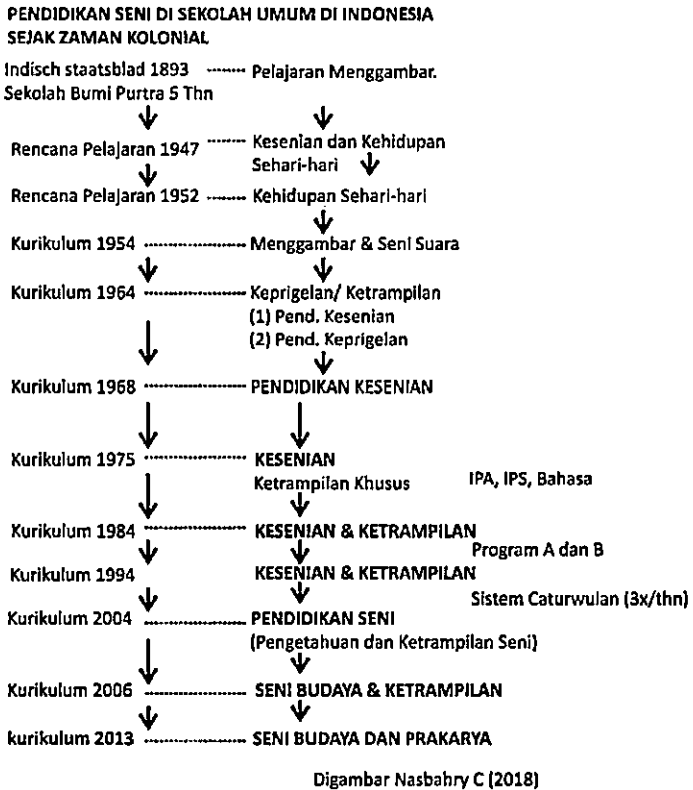 PENDIDIKAN SENI DI SEKOLAH UMUM DI INDONESIA
SEJAK ZAMAN KOLONIAL
Indisch staatsblad 1893 ........ Pelajaran Menggambar.
Sekolah Bumi Purtra 5 Thn
Rencana Pelajaran 1947 ........ Kesenian dan Kehidupan
Sehari-hari
Rencana Pelajaran 1952 ........ Kehidupan Sehari-hari
Kurikulum 1954 ........ Menggambar & Seni Suara
Kurikulum 1964 ........ Keprigelan/ Ketrampilan
(1) Pend. Kesenian
(2) Pend. Keprigelan
Kurikulum 1968 ........ PENDIDIKAN KESENIAN
Kurikulum 1975 ........ KESENIAN
Ketrampilan Khusus IPA, IPS, Bahasa
Kurikulum 1984 ........ KESENIAN & KETRAMPILAN
Program A dan B
Kurikulum 1994 KESENIAN & KETRAMPILAN
Sistem Caturwulan (3x/thn)
Kurikulum 2004 ........ PENDIDIKAN SENI
(Pengetahuan dan Ketrampilan Seni)
Kurikulum 2006 ........ SENI BUDAYA & KETRAMPILAN
kurikulum 2013 ........ SENI BUDAYA DAN PRAKARYA
Digambar Nasbahry C (2018)